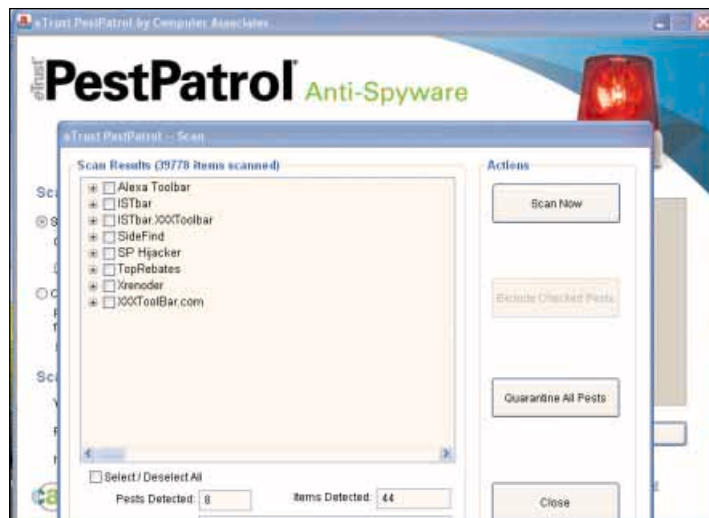 eTrust PestPatrol by Computer Associates
eTrust
PestPatrol Anti-Spyware
eTrust PestPatrol -- Scan
Scan Results (39778 items scanned)
Actions
Alexa Toolbar
ISTbar
ISTbar.XXXToolbar
SideFind
SP Hijacker
TopRebates
Xrenoder
XXXToolBar.com
Scan Now
Exclude Checked Pests
Quarantine All Pests
Select / Deselect All
Pests Detected: 8
Items Detected: 44
Close